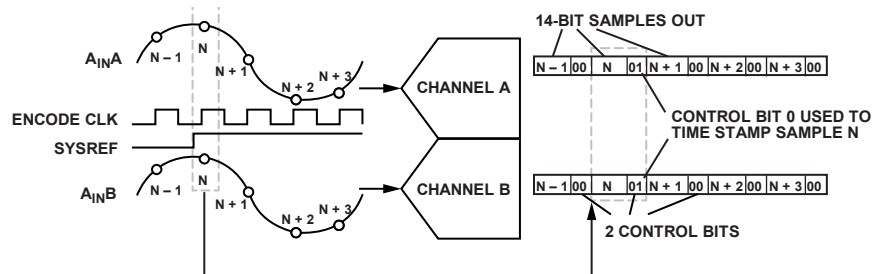 14-BIT SAMPLES OUT
AINA
N – 1
N
N + 1
N + 2
N + 3
CHANNEL A
N – 1 00 N 01 N + 1 00 N + 2 00 N + 3 00
ENCODE CLK
SYSREF
CONTROL BIT 0 USED TO
TIME STAMP SAMPLE N
AINB
N – 1
N
N + 1
N + 2
N + 3
CHANNEL B
N – 1 00 N 01 N + 1 00 N + 2 00 N + 3 00
2 CONTROL BITS